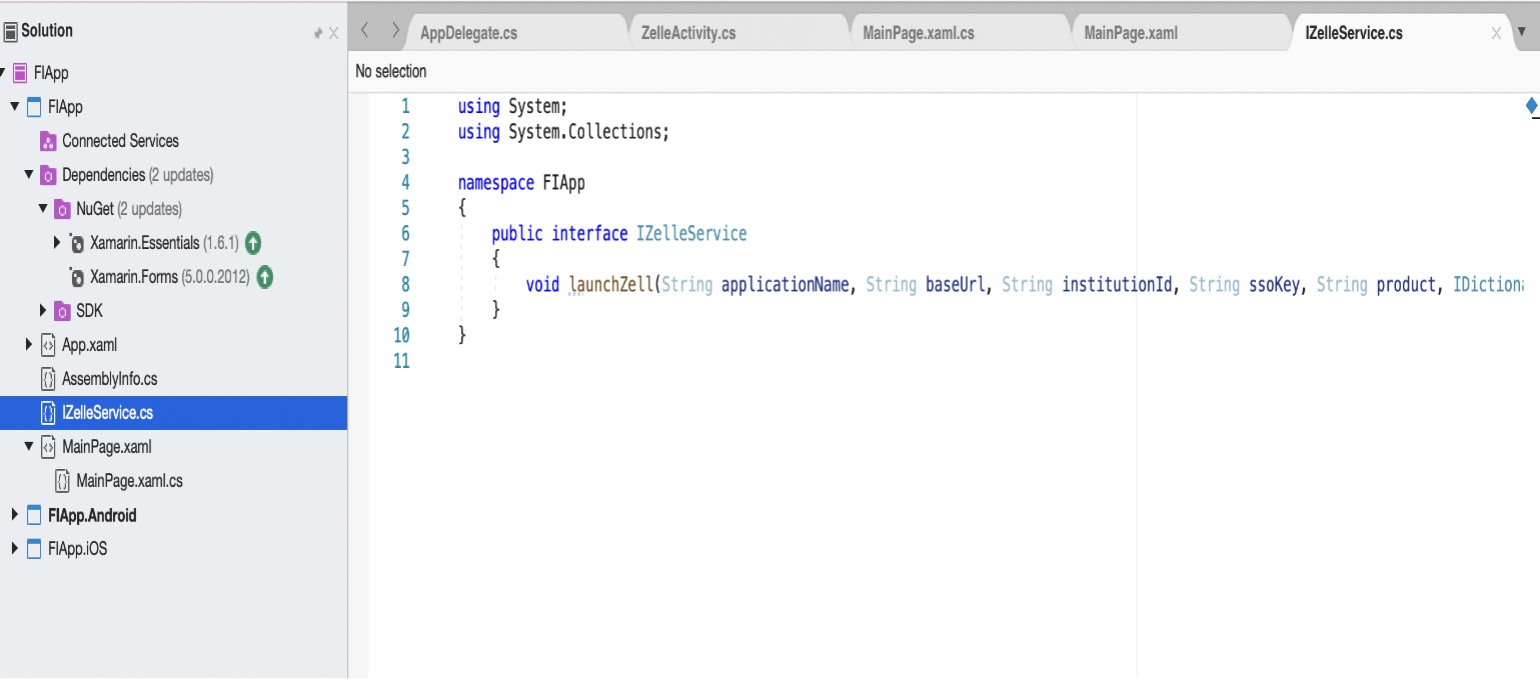 Solution
FIApp
FIApp
Connected Services
Dependencies (2 updates)
NuGet (2 updates)
Xamarin.Essentials (1.6.1)
Xamarin.Forms (5.0.0.2012)
SDK
App.xaml
AssemblyInfo.cs
IZelleService.cs
MainPage.xaml
MainPage.xaml.cs
FIApp.Android
FIApp.iOS
AppDelegate.cs ZelleActivity.cs MainPage.xaml.cs MainPage.xaml IZelleService.cs X
No selection
1 using System;
2 using System.Collections;
3
4 namespace FIApp
5 {
6 public interface IZelleService
7 {
8 void launchZell(String applicationName, String baseUrl, String institutionId, String ssoKey, String product, IDictiona
9 }
10 }
11